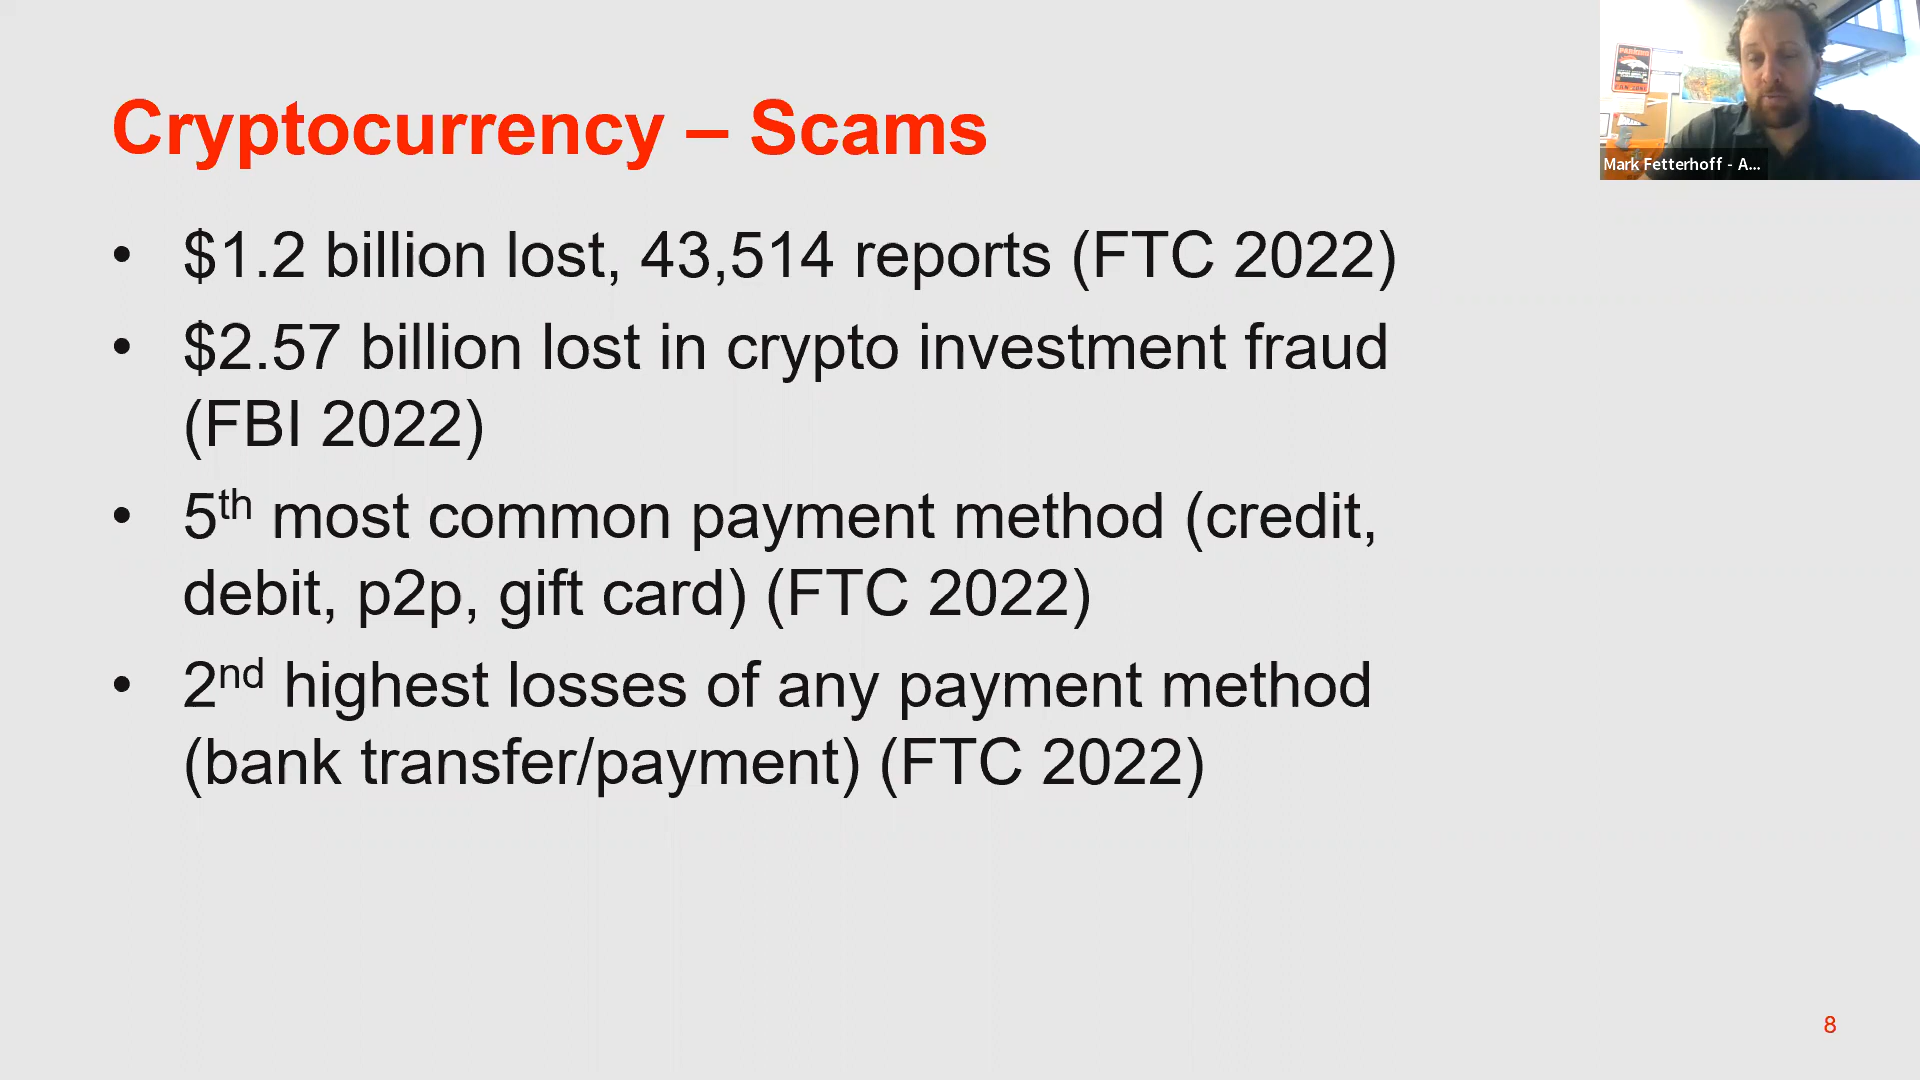 Cryptocurrency – Scams
• $1.2 billion lost, 43,514 reports (FTC 2022)
• $2.57 billion lost in crypto investment fraud
(FBI 2022)
• 5th most common payment method (credit,
debit, p2p, gift card) (FTC 2022)
• 2nd highest losses of any payment method
(bank transfer/payment) (FTC 2022)
PARKING
Mark Fetterhoff - A...
8